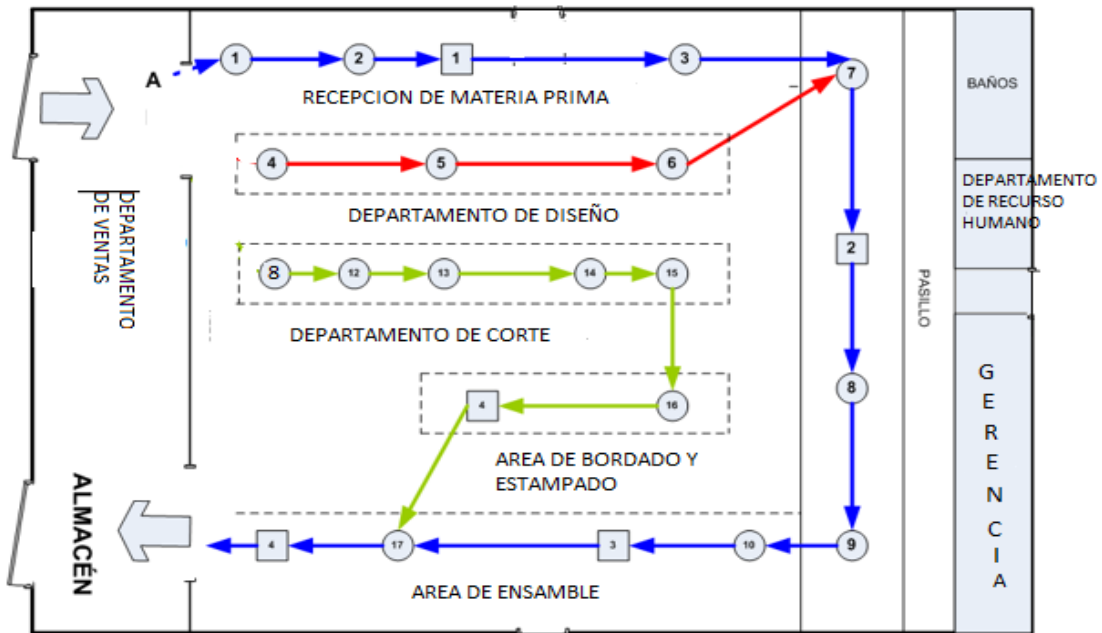 A
1
2
1
3
7
BAÑOS
RECEPCION DE MATERIA PRIMA
4
5
6
DEPARTAMENTO DE DISEÑO
DEPARTAMENTO
DE RECURSO
HUMANO
DEPARTAMENTO
DE VENTAS
2
8
12
13
14
15
PASILLO
DEPARTAMENTO DE CORTE
4
16
8
AREA DE BORDADO Y
ESTAMPADO
GERENCIA
ALMACÉN
4
17
3
10
9
AREA DE ENSAMBLE